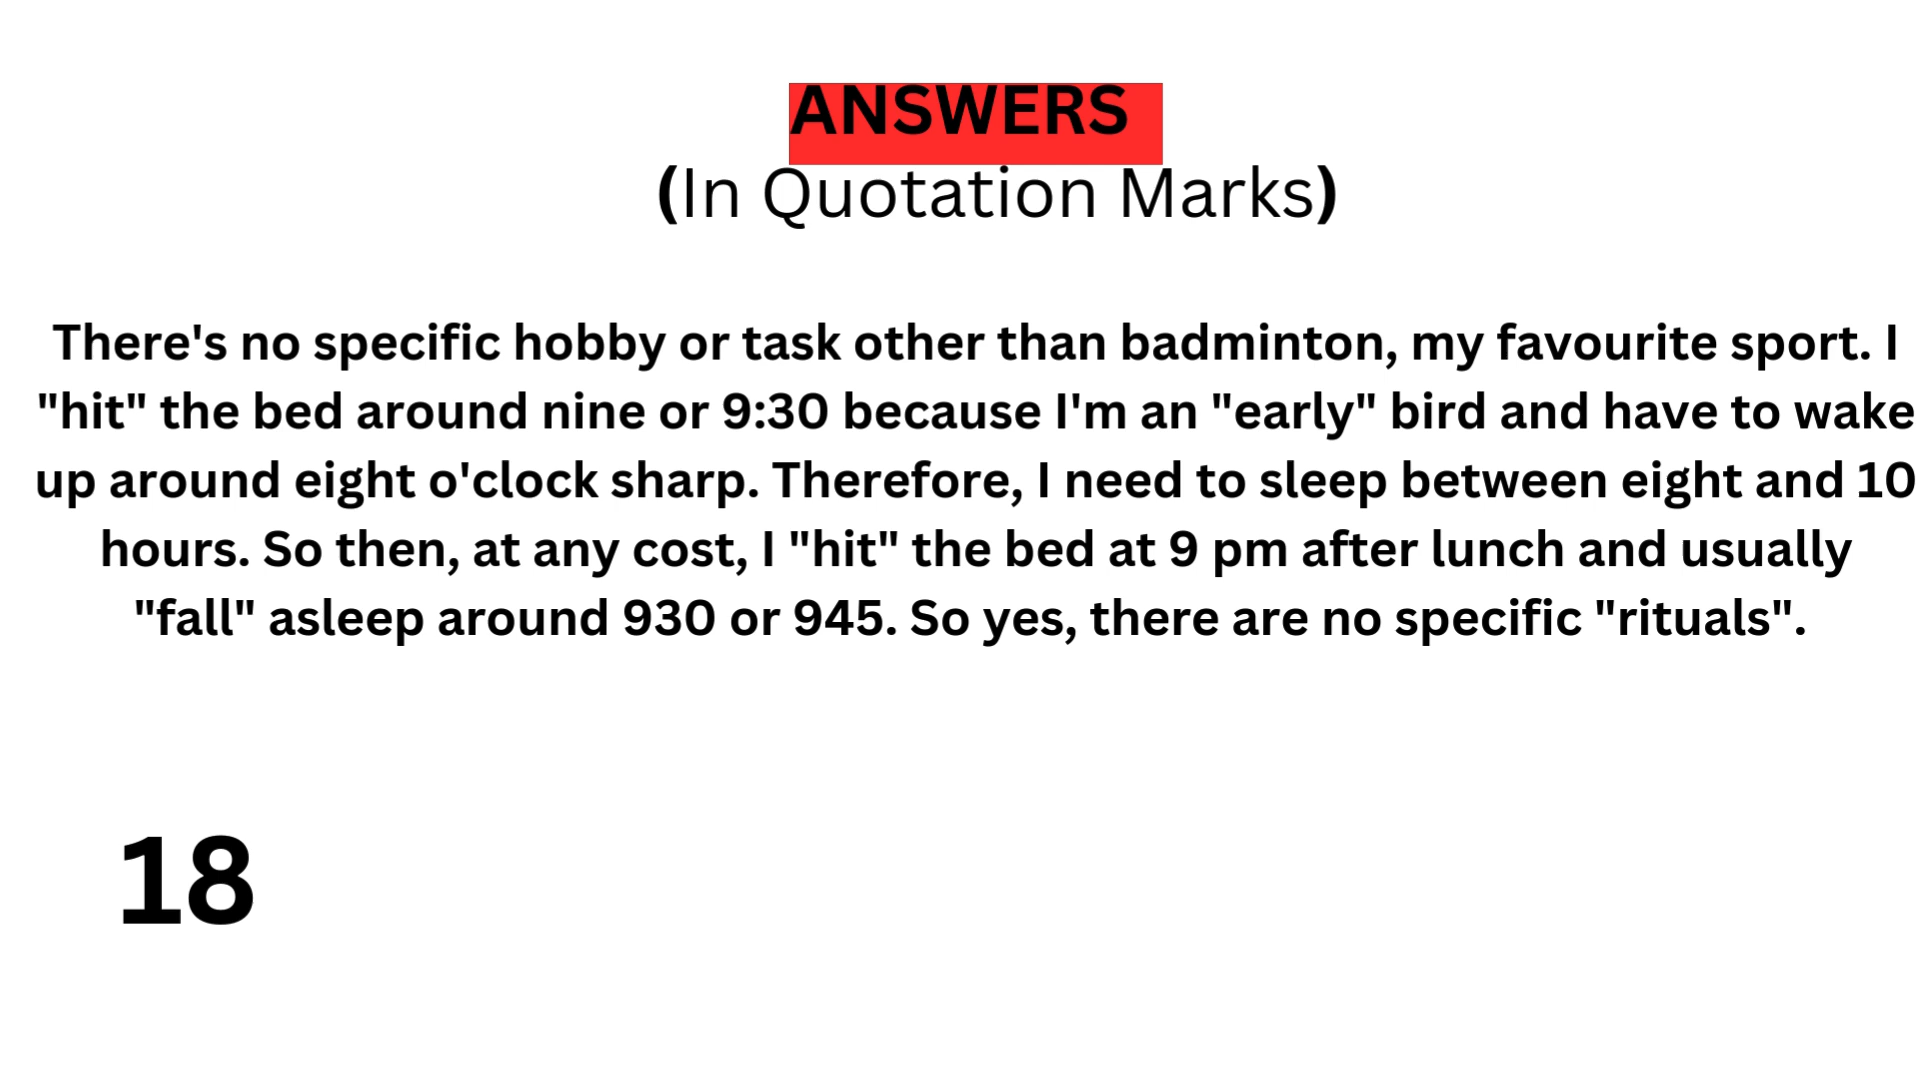 ANSWERS
(In Quotation Marks)
There's no specific hobby or task other than badminton, my favourite sport. I
"hit" the bed around nine or 9:30 because I'm an "early" bird and have to wake
up around eight o'clock sharp. Therefore, I need to sleep between eight and 10
hours. So then, at any cost, I "hit" the bed at 9 pm after lunch and usually
"fall" asleep around 930 or 945. So yes, there are no specific "rituals".
18